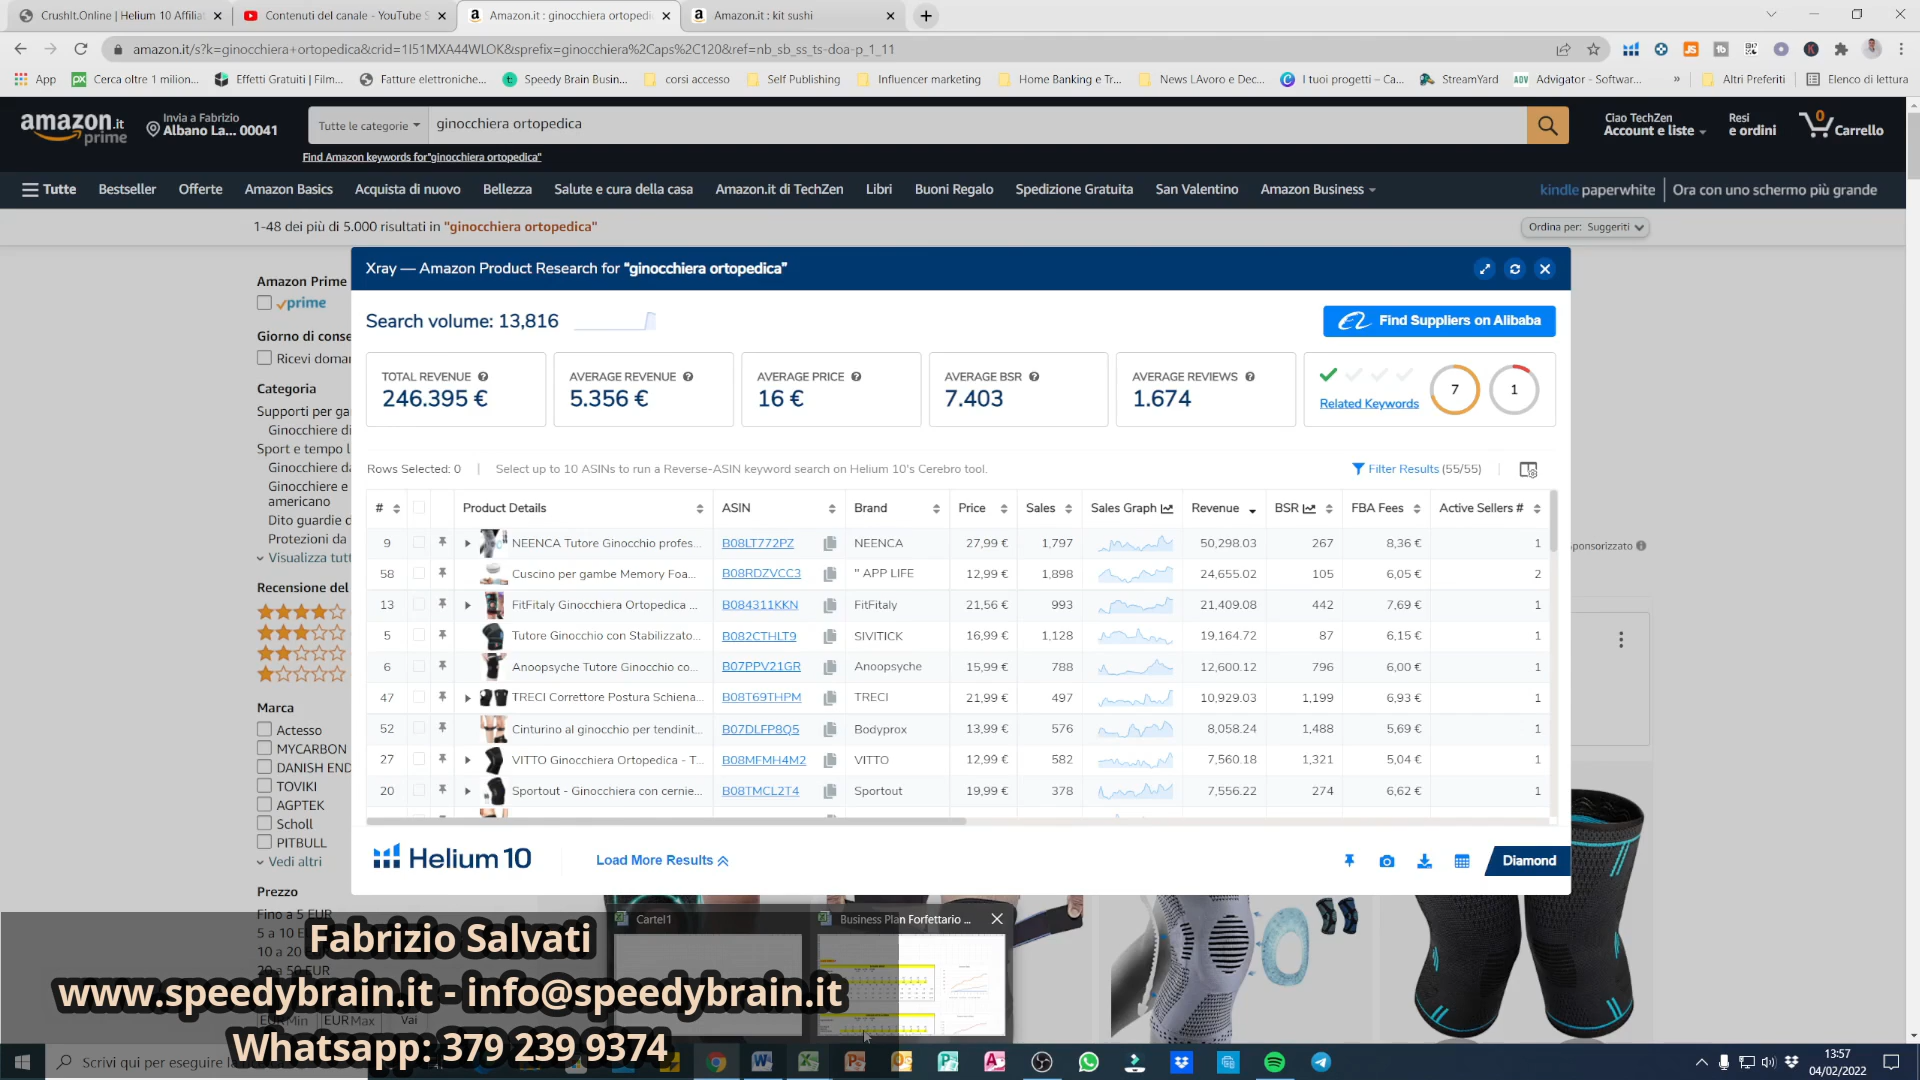 CrushIt.Online | Helium 10 Affilia
Contenuti del canale - YouTube S
Amazon.it : ginocchiera ortopedi
Amazon.it : kit sushi
amazon.it/s?k=ginocchiera+ortopedica&crid=1I51MXA44WLOK&sprefix=ginocchiera%2Caps%2C120&ref=nb_sb_ss_ts-doa-p_1_11
App
Cerca oltre 1 milion...
Effetti Gratuiti | Film...
Fatture elettroniche...
Speedy Brain Busin...
corsi accesso
Self Publishing
Influencer marketing
Home Banking e Tr...
News LAvoro e Dec...
I tuoi progetti – Ca...
StreamYard
Advigator - Softwar...
»
Altri Preferiti
Elenco di lettura
amazon.it
prime
Invia a Fabrizio
Albano La... 00041
Tutte le categorie
ginocchiera ortopedica
Find Amazon keywords for"ginocchiera ortopedica"
Ciao TechZen
Account e liste
Resi
e ordini
0
Carrello
Tutte
Bestseller
Offerte
Amazon Basics
Acquista di nuovo
Bellezza
Salute e cura della casa
Amazon.it di TechZen
Libri
Buoni Regalo
Spedizione Gratuita
San Valentino
Amazon Business
kindle paperwhite
Ora con uno schermo più grande
1-48 dei più di 5.000 risultati in "ginocchiera ortopedica"
Ordina per: Suggeriti
Amazon Prime
prime
Giorno di conse
Ricevi domar
Categoria
Supporti per ga
Ginocchiere di
Sport e tempo l
Ginocchiere da
Ginocchiere e
americano
Dito guardie d
Protezioni da
Visualizza tutt
Recensione del
Marca
Actesso
MYCARBON
DANISH END
TOVIKI
AGPTEK
Scholl
PITBULL
Vedi altri
Prezzo
Fino a 5 EUR
5 a 10 E
10 a 20
20 a 50 EUR
EUR Min
EUR Max
Vai
Xray — Amazon Product Research for "ginocchiera ortopedica"
Search volume: 13,816
Find Suppliers on Alibaba
TOTAL REVENUE
246.395 €
AVERAGE REVENUE
5.356 €
AVERAGE PRICE
16 €
AVERAGE BSR
7.403
AVERAGE REVIEWS
1.674
Related Keywords
7
1
Rows Selected: 0 | Select up to 10 ASINs to run a Reverse-ASIN keyword search on Helium 10's Cerebro tool.
Filter Results (55/55)
# Product Details ASIN Brand Price Sales Sales Graph Revenue BSR FBA Fees Active Sellers #
9 NEENCA Tutore Ginocchio profes... B08LT772PZ NEENCA 27,99 € 1,797 50,298.03 267 8,36 € 1
58 Cuscino per gambe Memory Foa... B08RDZVCC3 " APP LIFE 12,99 € 1,898 24,655.02 105 6,05 € 2
13 FitFitaly Ginocchiera Ortopedica ... B084311KKN FitFitaly 21,56 € 993 21,409.08 442 7,69 € 1
5 Tutore Ginocchio con Stabilizzato... B082CTHLT9 SIVITICK 16,99 € 1,128 19,164.72 87 6,15 € 1
6 Anoopsyche Tutore Ginocchio co... B07PPV21GR Anoopsyche 15,99 € 788 12,600.12 796 6,00 € 1
47 TRECI Correttore Postura Schiena... B08T69THPM TRECI 21,99 € 497 10,929.03 1,199 6,93 € 1
52 Cinturino al ginocchio per tendinit... B07DLFP8Q5 Bodyprox 13,99 € 576 8,058.24 1,488 5,69 € 1
27 VITTO Ginocchiera Ortopedica - T... B08MFMH4M2 VITTO 12,99 € 582 7,560.18 1,321 5,04 € 1
20 Sportout - Ginocchiera con cernie... B08TMCL2T4 Sportout 19,99 € 378 7,556.22 274 6,62 € 1
Helium 10
Load More Results
Diamond
ponsorizzato
Cartel1
Business Plan Forfettario ...
Fabrizio Salvati
www.speedybrain.it - info@speedybrain.it
Whatsapp: 379 239 9374
Scrivi qui per eseguire la
13:57
04/02/2022